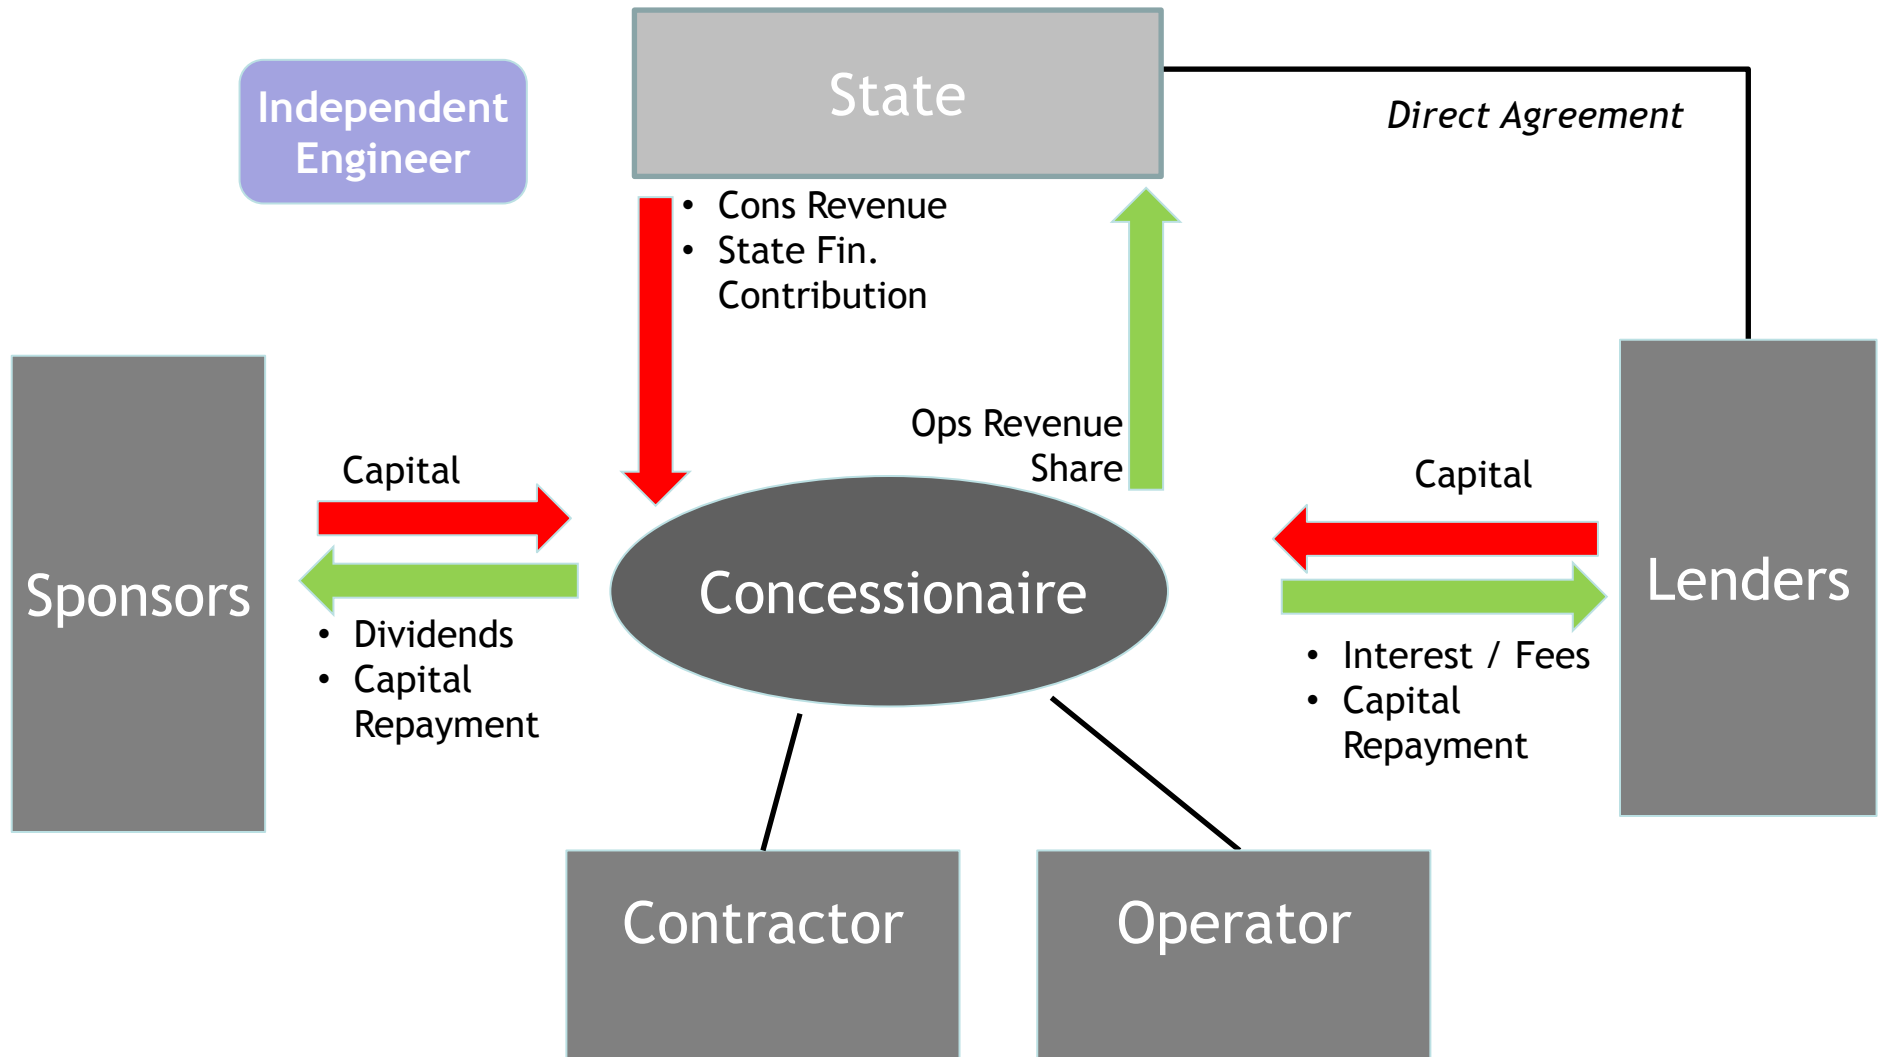 Independent
Engineer
State
Direct Agreement
• Cons Revenue
• State Fin.
Contribution
Ops Revenue
Share
Capital
Capital
Sponsors
Concessionaire
Lenders
• Dividends
• Capital
Repayment
• Interest / Fees
• Capital
Repayment
Contractor
Operator